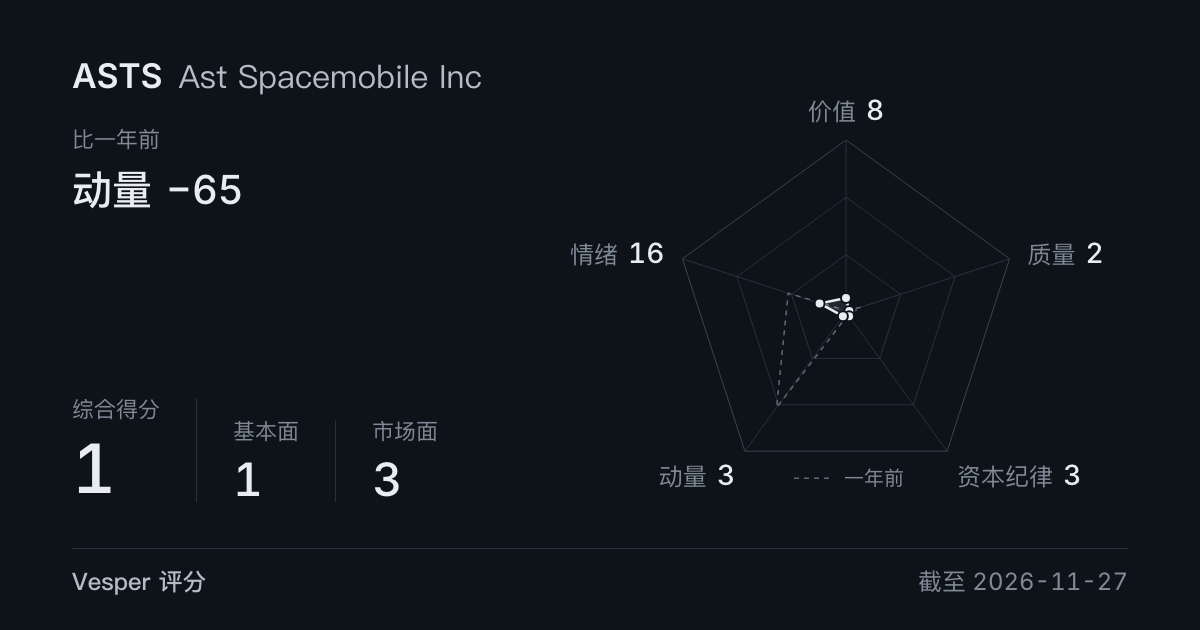 ASTS Ast Spacemobile Inc
比一年前
动量 −65
价值 8
情绪 16
质量 2
动量 3
---- 一年前
资本纪律 3
综合得分
1
基本面
1
市场面
3
Vesper 评分
截至 2026-11-27